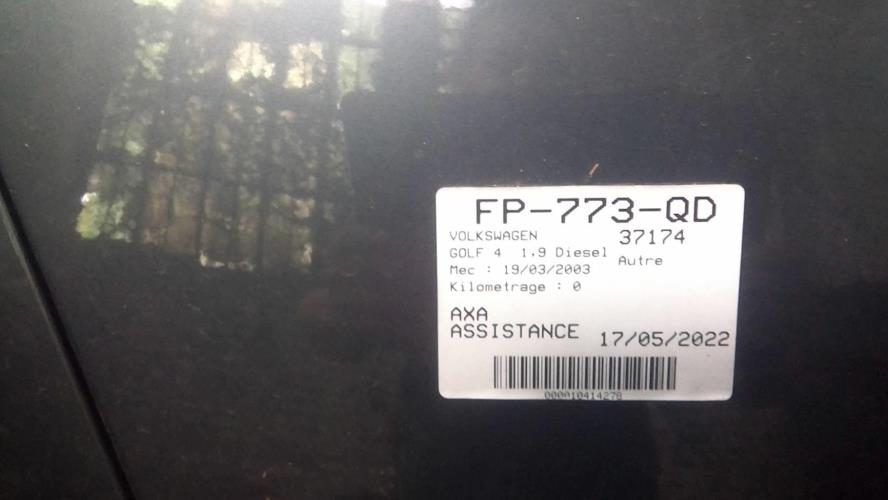 FP-773-QD
VOLKSWAGEN 37174
GOLF 4 1.9 Diesel
Autre
Mec : 19/03/2003
Kilometrage : 0
AXA
ASSISTANCE 17/05/2022
000A10414278